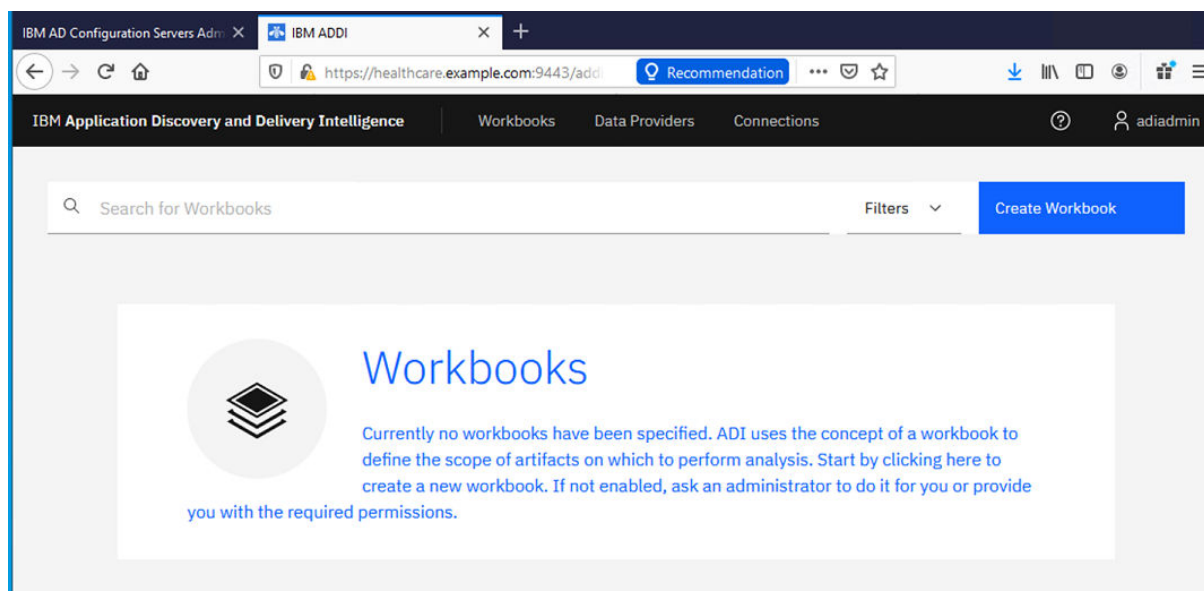 IBM AD Configuration Servers Adm
IBM ADDI
https://healthcare.example.com:9443/add
Recommendation
IBM Application Discovery and Delivery Intelligence
Workbooks
Data Providers
Connections
adiadmin
Search for Workbooks
Filters
Create Workbook
Workbooks
Currently no workbooks have been specified. ADI uses the concept of a workbook to
define the scope of artifacts on which to perform analysis. Start by clicking here to
create a new workbook. If not enabled, ask an administrator to do it for you or provide
you with the required permissions.